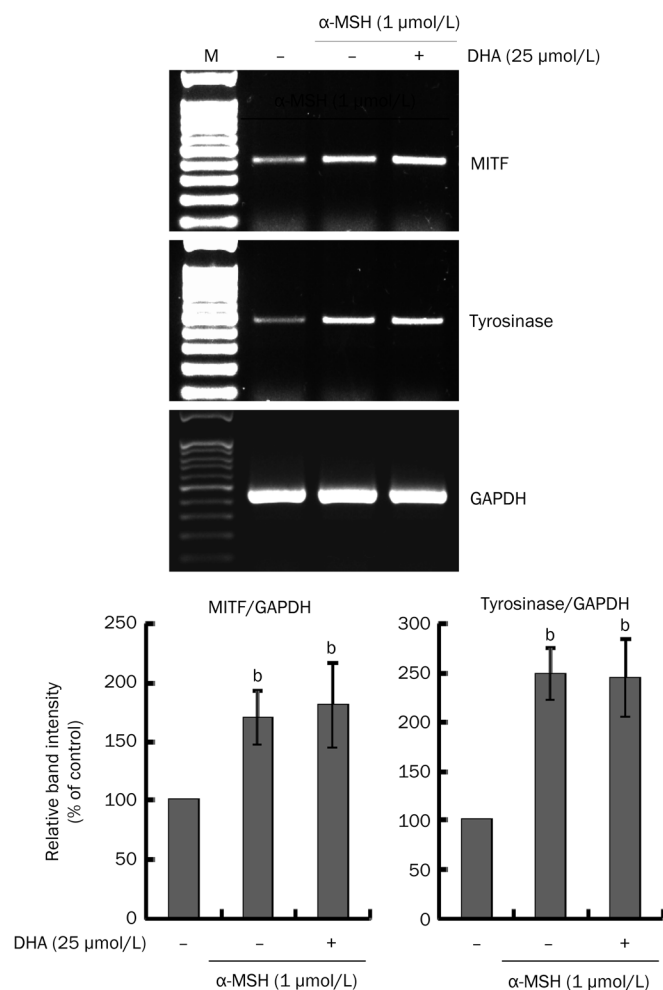 α-MSH (1 µmol/L)
M – – + DHA (25 µmol/L)
α-MSH (1 µmol/L)
MITF
Tyrosinase
GAPDH
MITF/GAPDH
Relative band intensity
(% of control)
250
200
150
100
50
0
b
b
DHA (25 µmol/L) – – +
α-MSH (1 µmol/L)
Tyrosinase/GAPDH
300
250
200
150
100
50
0
b
b
– – +
α-MSH (1 µmol/L)